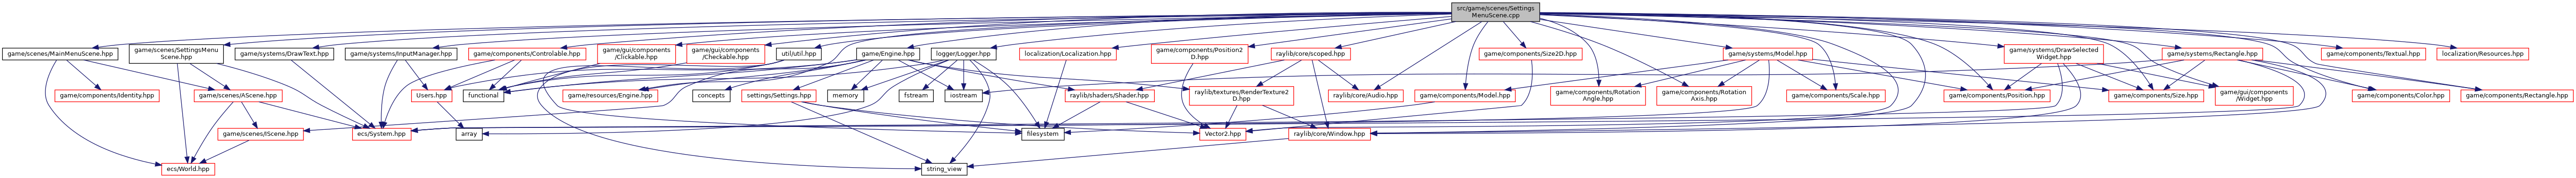 src/game/scenes/Settings
MenuScene.cpp
game/scenes/MainMenuScene.hpp
game/scenes/SettingsMenu
Scene.hpp
game/systems/DrawText.hpp
game/systems/InputManager.hpp
game/components/Controlable.hpp
game/gui/components
/Clickable.hpp
game/gui/components
/Checkable.hpp
util/util.hpp
game/Engine.hpp
logger/Logger.hpp
localization/Localization.hpp
game/components/Position2
D.hpp
raylib/core/scoped.hpp
game/components/Size2D.hpp
game/systems/Model.hpp
game/systems/DrawSelected
Widget.hpp
game/systems/Rectangle.hpp
game/components/Textual.hpp
localization/Resources.hpp
game/components/Identity.hpp
game/scenes/AScene.hpp
Users.hpp
functional
game/resources/Engine.hpp
concepts
settings/Settings.hpp
memory
fstream
iostream
raylib/shaders/Shader.hpp
raylib/textures/RenderTexture2
D.hpp
raylib/core/Audio.hpp
game/components/Model.hpp
game/components/Rotation
Angle.hpp
game/components/Rotation
Axis.hpp
game/components/Scale.hpp
game/components/Position.hpp
game/components/Size.hpp
game/gui/components
/Widget.hpp
game/components/Color.hpp
game/components/Rectangle.hpp
game/scenes/IScene.hpp
ecs/System.hpp
array
filesystem
Vector2.hpp
raylib/core/Window.hpp
ecs/World.hpp
string_view